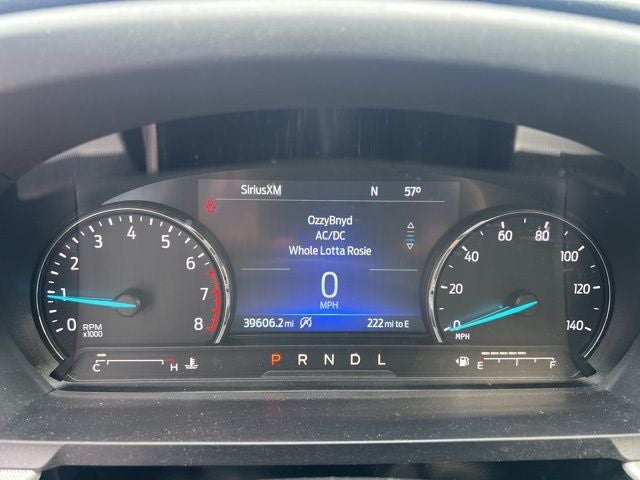 SiriusXM N 57°
OzzyBnyd
AC/DC
Whole Lotta Rosie
0
MPH
39606.2 mi 222 mi to E
0 1 2 3 4 5 6 7 8
RPM
x1000
0 20 40 60 80 100 120 140
MPH
C H
P R N D L
E F